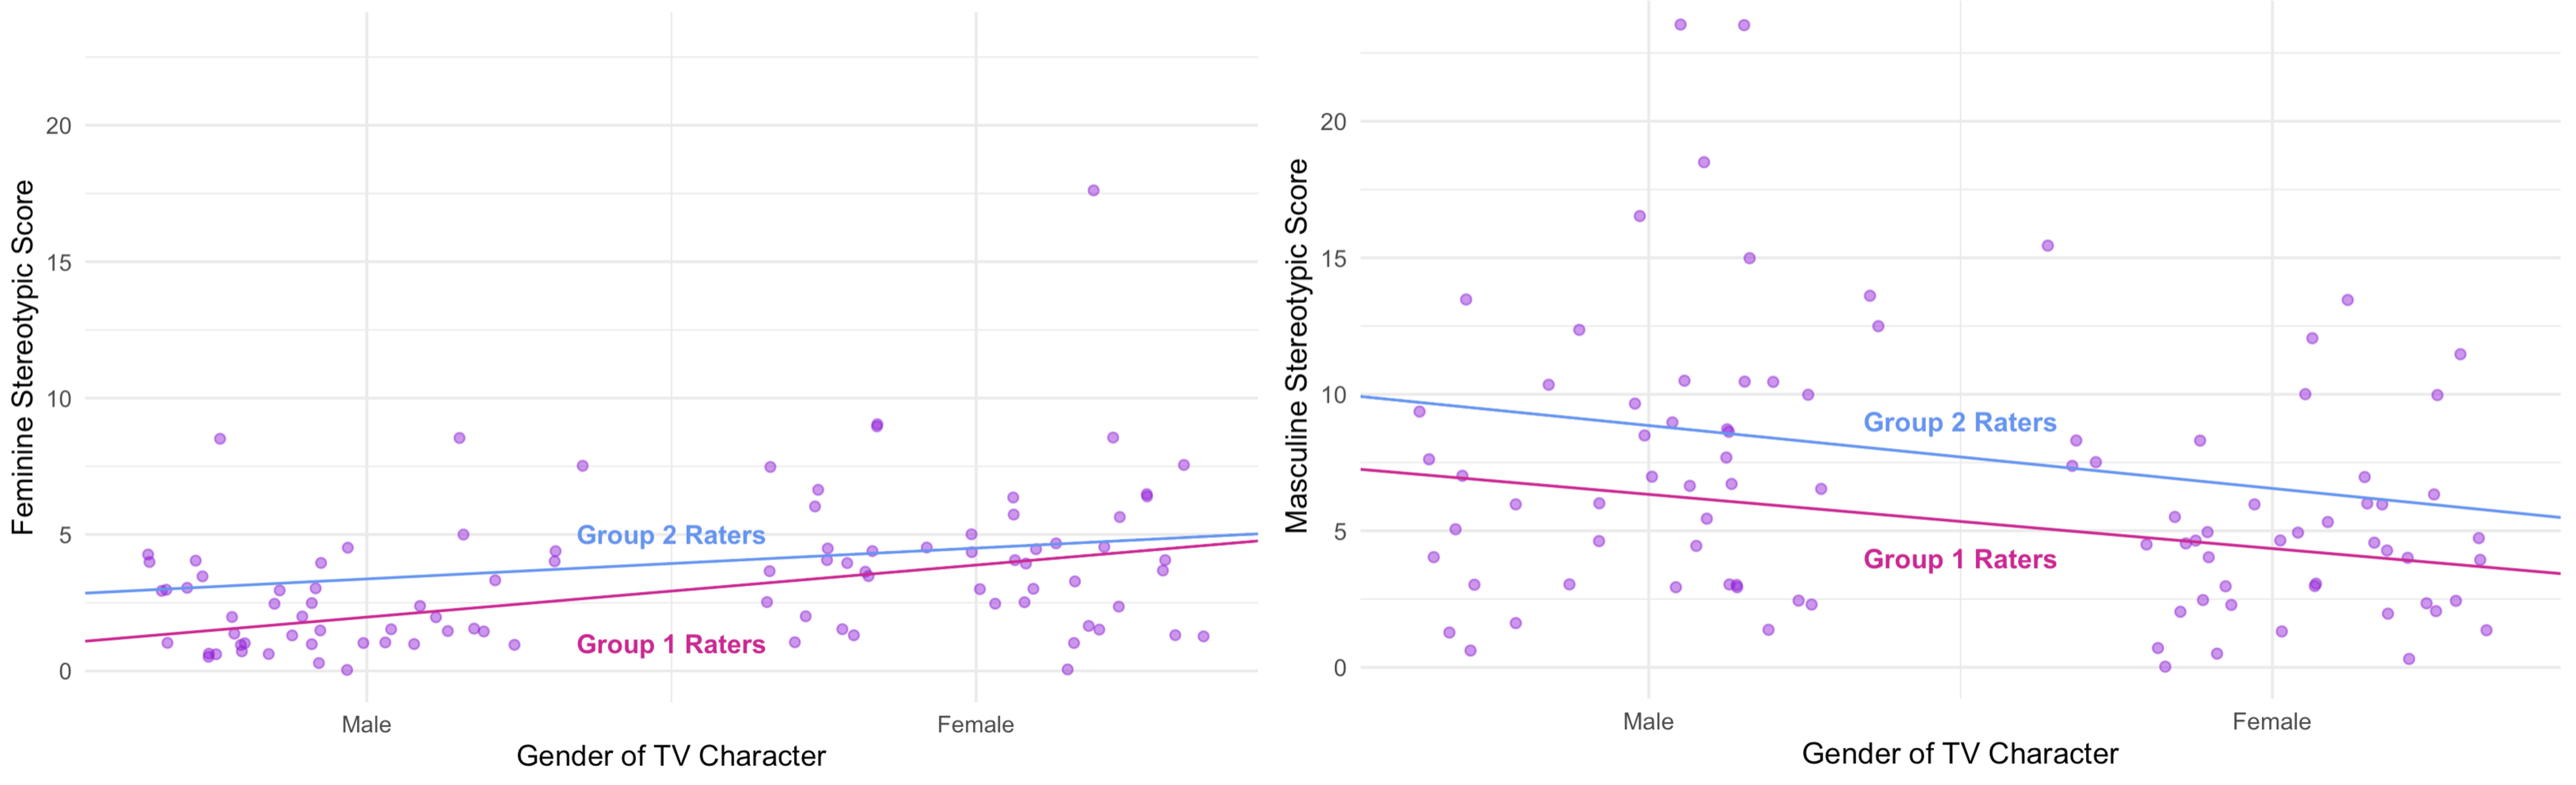 Feminine Stereotypic Score
20
15
10
5
0
Group 2 Raters
Group 1 Raters
Male
Female
Gender of TV Character
Masculine Stereotypic Score
20
15
10
5
0
Group 2 Raters
Group 1 Raters
Male
Female
Gender of TV Character